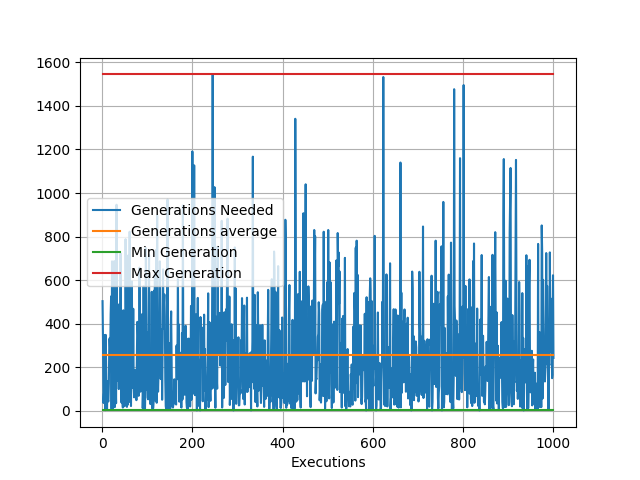 1600
1400
1200
1000
800
600
400
200
0
Generations Needed
Generations average
Min Generation
Max Generation
0 200 400 600 800 1000
Executions